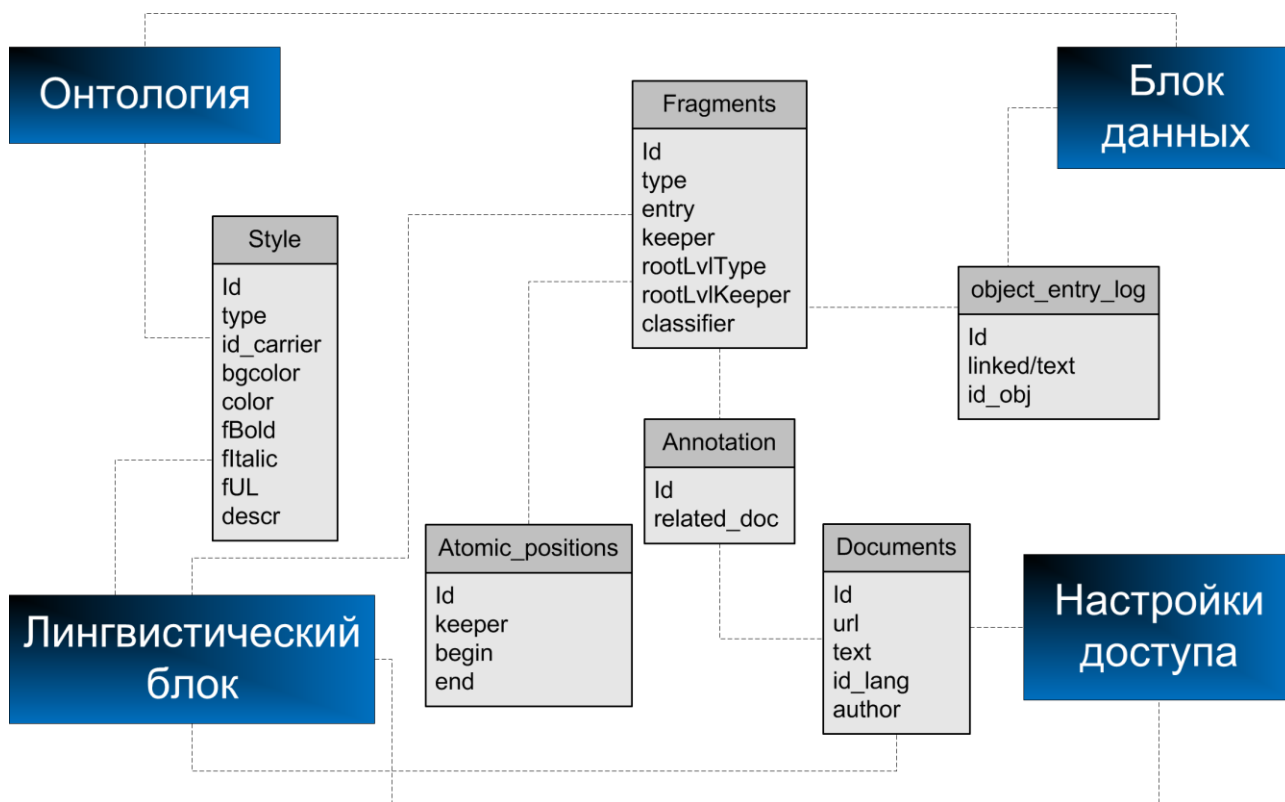 Онтология
Блок
данных
Fragments
Id
type
entry
keeper
rootLvlType
rootLvlKeeper
classifier
Style
Id
type
id_carrier
bgcolor
color
fBold
fItalic
fUL
descr
object_entry_log
Id
linked/text
id_obj
Annotation
Id
related_doc
Atomic_positions
Id
keeper
begin
end
Documents
Id
url
text
id_lang
author
Лингвистический
блок
Настройки
доступа